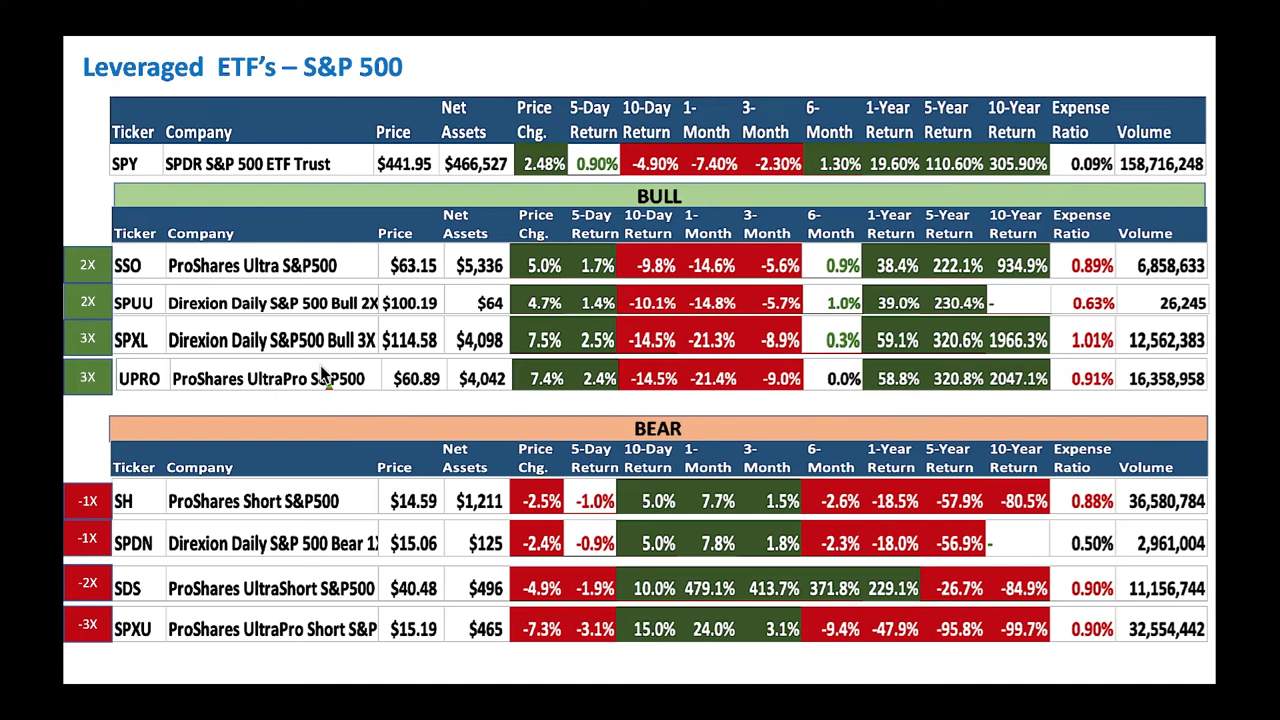 Leveraged ETF's – S&P 500
Ticker Company Price Net Assets Price Chg. 5-Day Return 10-Day Return 1-Month 3-Month 6-Month 1-Year Return 5-Year Return 10-Year Return Expense Ratio Volume
SPY SPDR S&P 500 ETF Trust $441.95 $466,527 2.48% 0.90% -4.90% -7.40% -2.30% 1.30% 19.60% 110.60% 305.90% 0.09% 158,716,248
BULL
Ticker Company Price Net Assets Price Chg. 5-Day Return 10-Day Return 1-Month 3-Month 6-Month 1-Year Return 5-Year Return 10-Year Return Expense Ratio Volume
2X SSO ProShares Ultra S&P500 $63.15 $5,336 5.0% 1.7% -9.8% -14.6% -5.6% 0.9% 38.4% 222.1% 934.9% 0.89% 6,858,633
2X SPUU Direxion Daily S&P 500 Bull 2X $100.19 $64 4.7% 1.4% -10.1% -14.8% -5.7% 1.0% 39.0% 230.4% - 0.63% 26,245
3X SPXL Direxion Daily S&P500 Bull 3X $114.58 $4,098 7.5% 2.5% -14.5% -21.3% -8.9% 0.3% 59.1% 320.6% 1966.3% 1.01% 12,562,383
3X UPRO ProShares UltraPro S&P500 $60.89 $4,042 7.4% 2.4% -14.5% -21.4% -9.0% 0.0% 58.8% 320.8% 2047.1% 0.91% 16,358,958
BEAR
Ticker Company Price Net Assets Price Chg. 5-Day Return 10-Day Return 1-Month 3-Month 6-Month 1-Year Return 5-Year Return 10-Year Return Expense Ratio Volume
-1X SH ProShares Short S&P500 $14.59 $1,211 -2.5% -1.0% 5.0% 7.7% 1.5% -2.6% -18.5% -57.9% -80.5% 0.88% 36,580,784
-1X SPDN Direxion Daily S&P 500 Bear 1X $15.06 $125 -2.4% -0.9% 5.0% 7.8% 1.8% -2.3% -18.0% -56.9% - 0.50% 2,961,004
-2X SDS ProShares UltraShort S&P500 $40.48 $496 -4.9% -1.9% 10.0% 479.1% 413.7% 371.8% 229.1% -26.7% -84.9% 0.90% 11,156,744
-3X SPXU ProShares UltraPro Short S&P $15.19 $465 -7.3% -3.1% 15.0% 24.0% 3.1% -9.4% -47.9% -95.8% -99.7% 0.90% 32,554,442